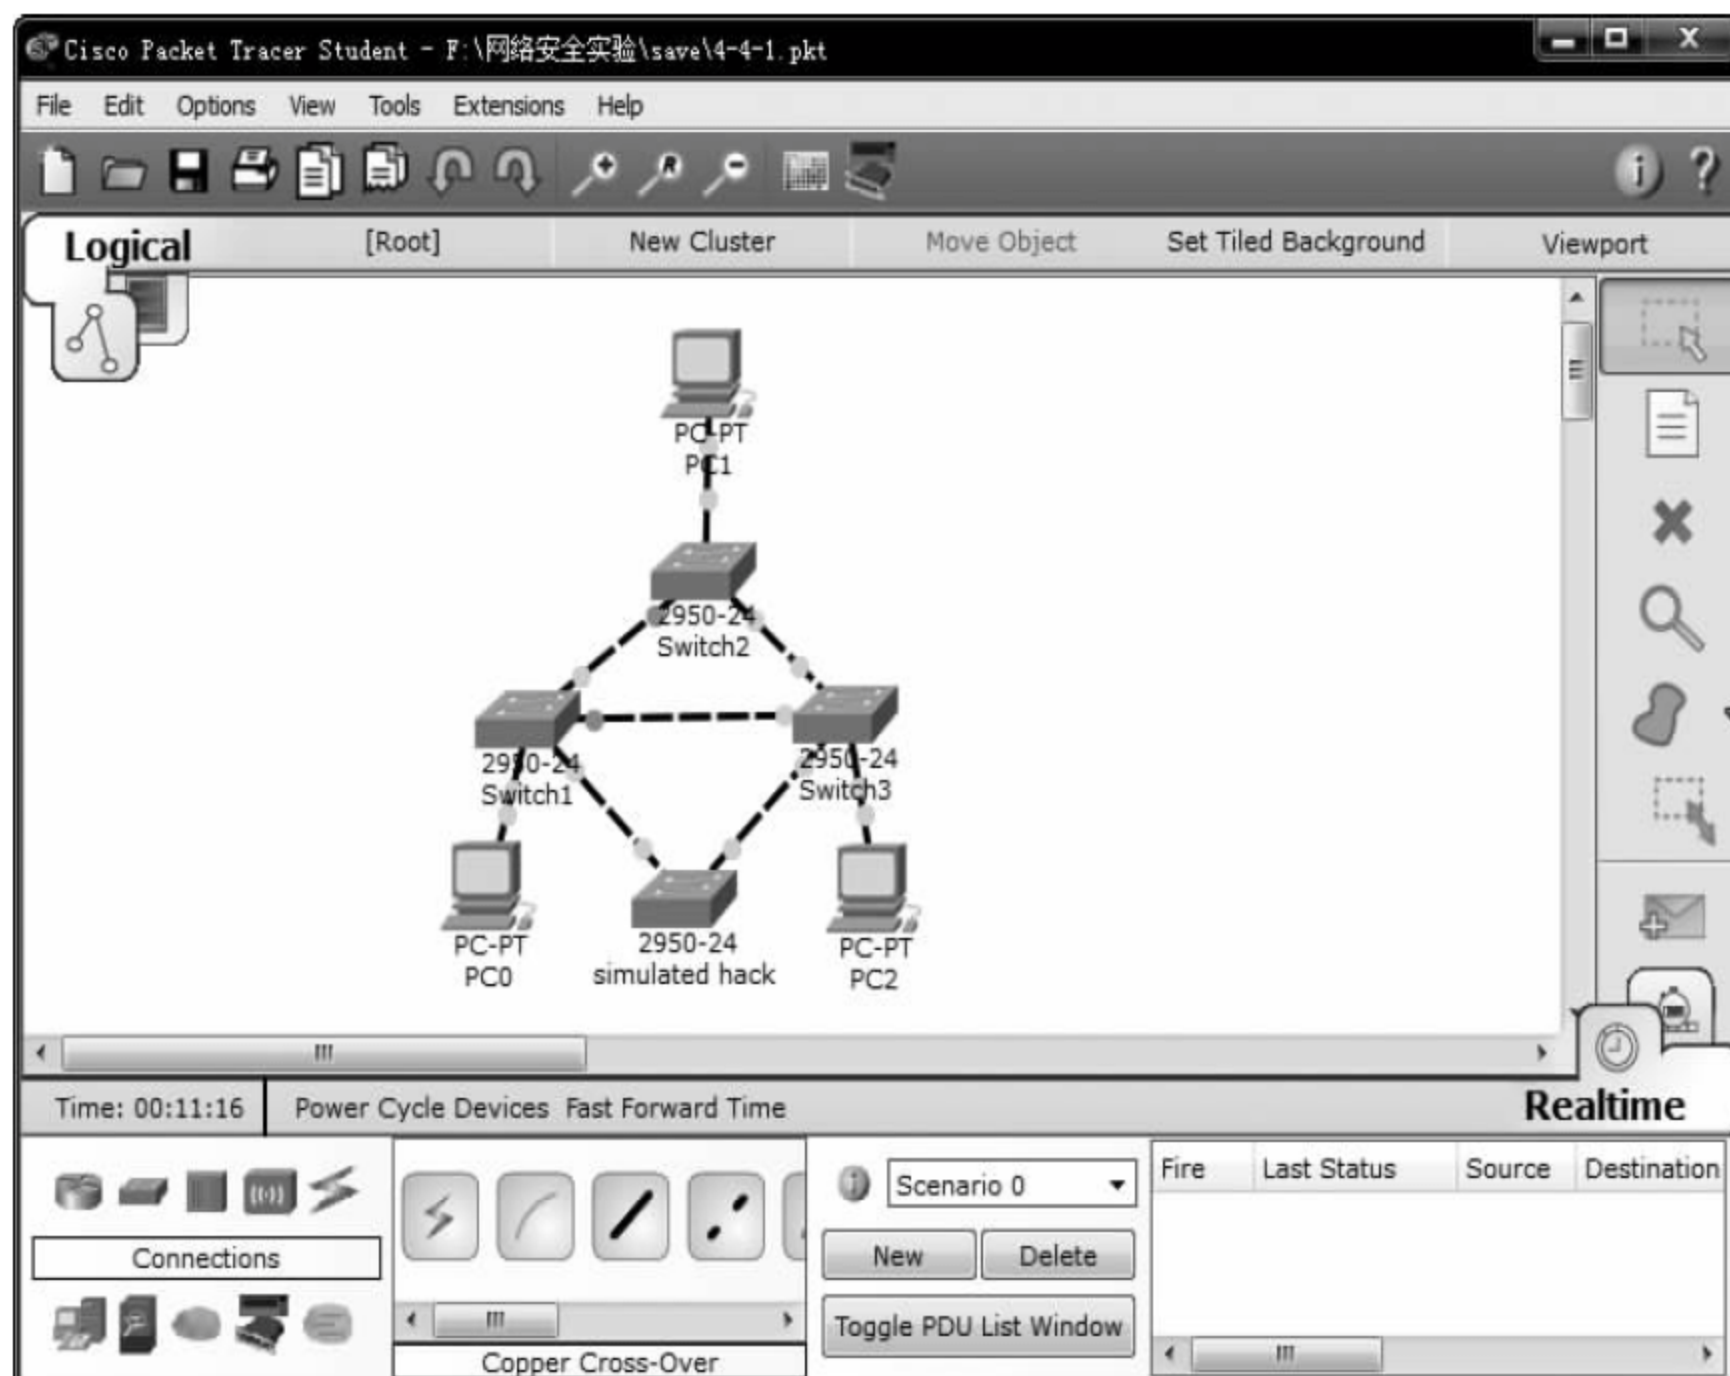 Cisco Packet Tracer Student - F:\网络安全实验\save\4-4-1.pkt
File Edit Options View Tools Extensions Help
Logical [Root] New Cluster Move Object Set Tiled Background Viewport
PC-PT
PC1
2950-24
Switch2
2950-24
Switch1
2950-24
Switch3
PC-PT
PC0
2950-24
simulated hack
PC-PT
PC2
Time: 00:11:16 Power Cycle Devices Fast Forward Time Realtime
Connections
Copper Cross-Over
Scenario 0
New Delete
Toggle PDU List Window
Fire Last Status Source Destination